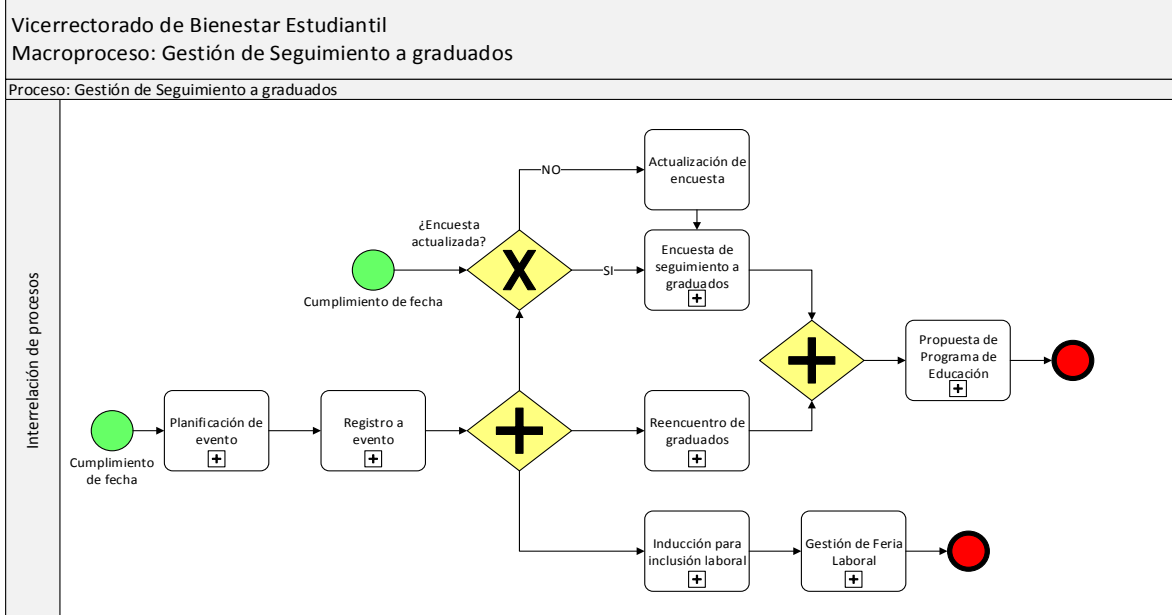 Vicerrectorado de Bienestar Estudiantil
Macroproceso: Gestión de Seguimiento a graduados
Proceso: Gestión de Seguimiento a graduados
Interrelación de procesos
Actualización de
encuesta
NO
¿Encuesta
actualizada?
X
SI
Encuesta de
seguimiento a
graduados
Cumplimiento de fecha
Propuesta de
Programa de
Educación
Cumplimiento
de fecha
Planificación de
evento
Registro a
evento
Reencuentro de
graduados
Inducción para
inclusión laboral
Gestión de Feria
Laboral